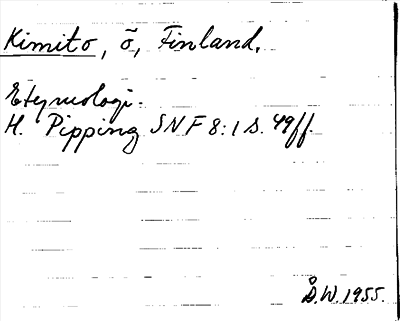 Kimito, ö, Finland.
Etymologi.
H. Pipping SNF 8:1 s. 49ff.
Å.W. 1955.